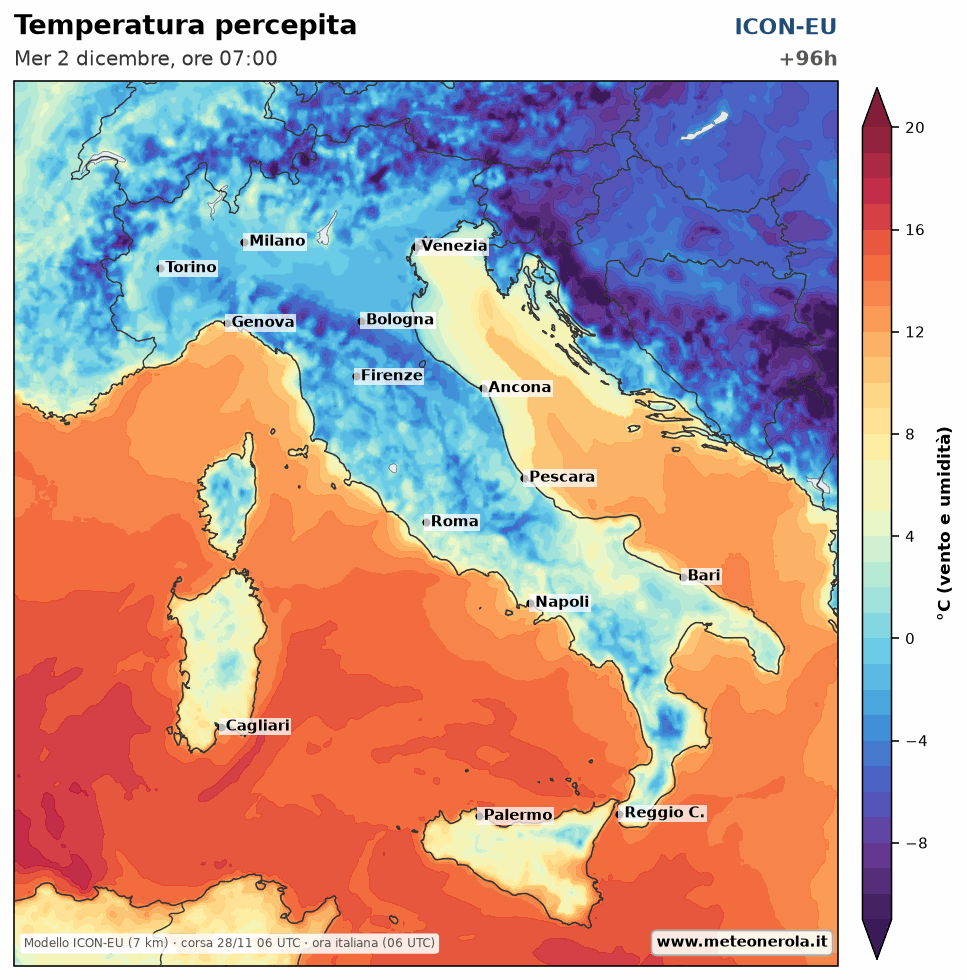 Temperatura percepita
ICON-EU
Mer 2 dicembre, ore 07:00
+96h
Milano
Venezia
Torino
Genova
Bologna
Firenze
Ancona
Pescara
Roma
Bari
Napoli
Cagliari
Palermo
Reggio C.
20
16
12
8
4
0
−4
−8
°C (vento e umidità)
Modello ICON-EU (7 km) · corsa 28/11 06 UTC · ora italiana (06 UTC)
www.meteonerola.it